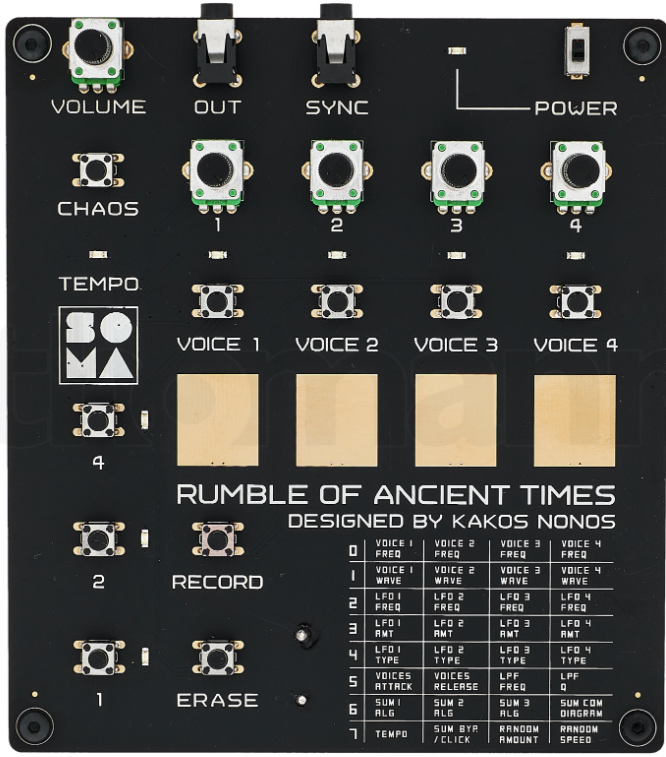 VOLUME OUT SYNC POWER
CHAOS 1 2 3 4
TEMPO
SO
MA
VOICE 1 VOICE 2 VOICE 3 VOICE 4
4
RUMBLE OF ANCIENT TIMES
DESIGNED BY KAKOS NONOS
2 RECORD
1 ERASE
0 VOICE 1 FREQ VOICE 2 FREQ VOICE 3 FREQ VOICE 4 FREQ
1 VOICE 1 WAVE VOICE 2 WAVE VOICE 3 WAVE VOICE 4 WAVE
2 LFO 1 FREQ LFO 2 FREQ LFO 3 FREQ LFO 4 FREQ
3 LFO 1 AMT LFO 2 AMT LFO 3 AMT LFO 4 AMT
4 LFO 1 TYPE LFO 2 TYPE LFO 3 TYPE LFO 4 TYPE
5 VOICES ATTACK VOICES RELEASE LPF FREQ LPF Q
6 SUM 1 ALG SUM 2 ALG SUM 3 ALG SUM COM DIAGRAM
7 TEMPO SUM BYP. / CLICK RANDOM AMOUNT RANDOM SPEED